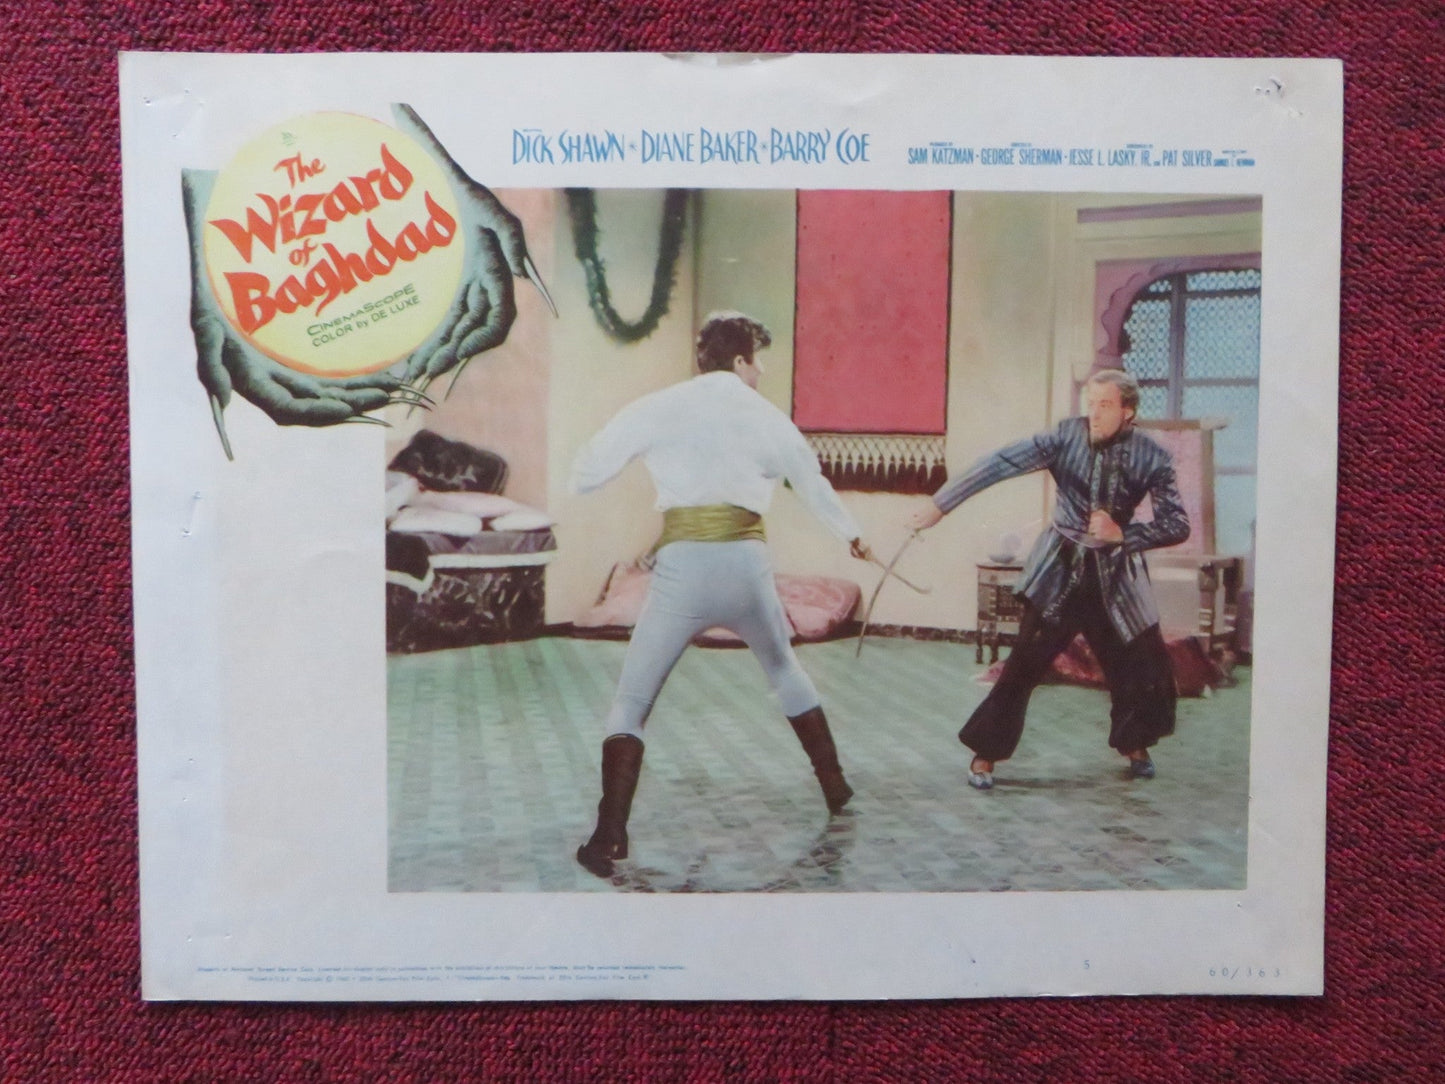 The
Wizard
of
Baghdad
CINEMASCOPE
COLOR by DE LUXE
DICK SHAWN * DIANE BAKER * BARRY COE
SAM KATZMAN · GEORGE SHERMAN · JESSE L. LASKY, JR. AND PAT SILVER
5
60/363